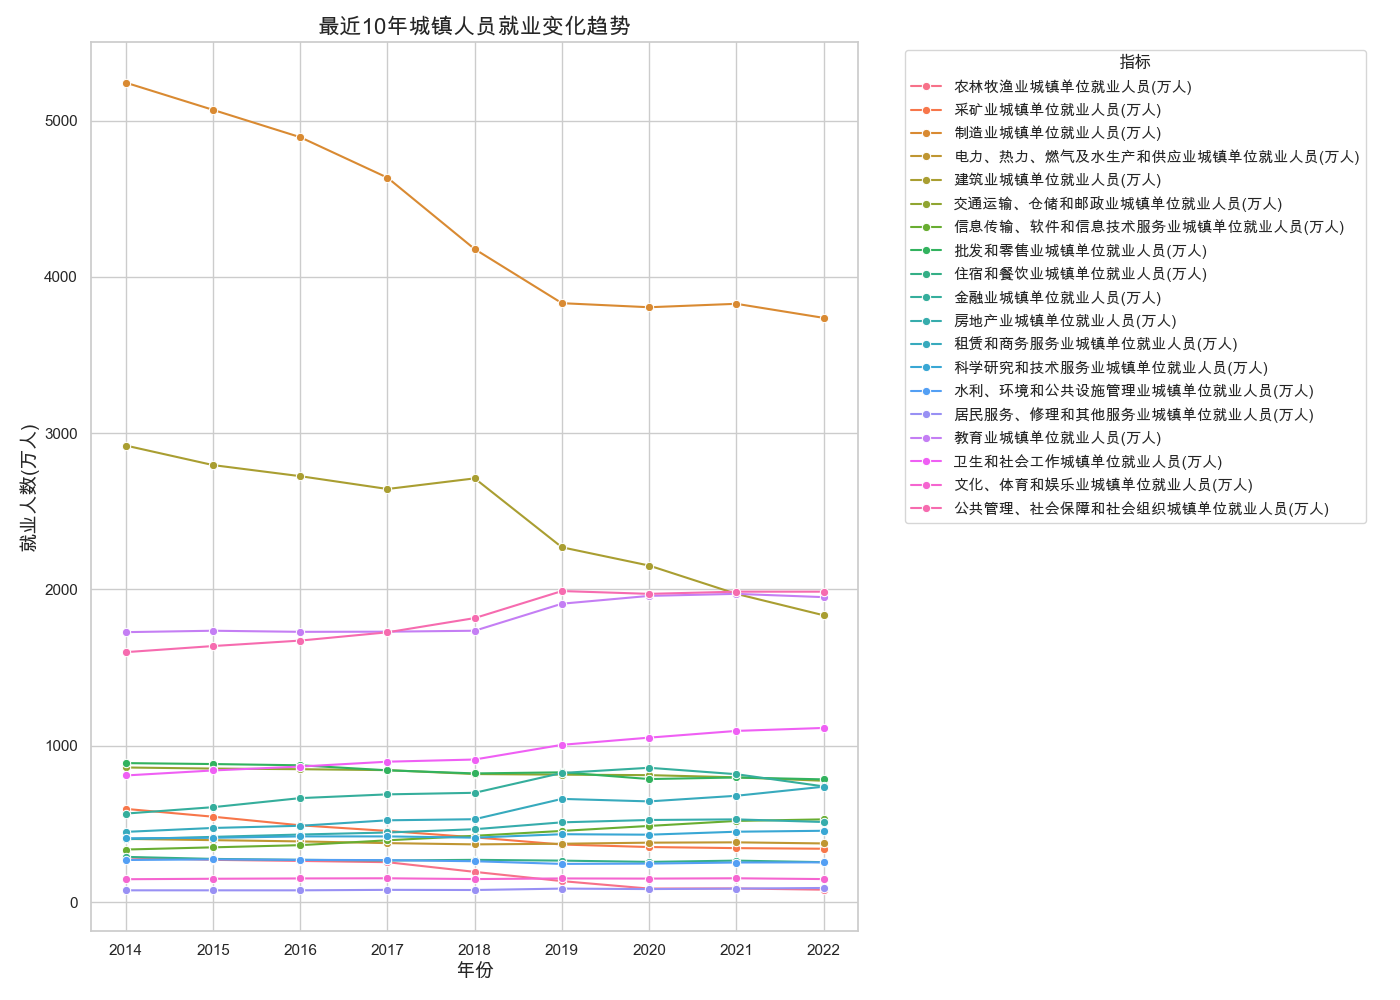 最近10年城镇人员就业变化趋势
就业人数(万人)
5000
4000
3000
2000
1000
0
2014 2015 2016 2017 2018 2019 2020 2021 2022
年份
指标
农林牧渔业城镇单位就业人员(万人)
采矿业城镇单位就业人员(万人)
制造业城镇单位就业人员(万人)
电力、热力、燃气及水生产和供应业城镇单位就业人员(万人)
建筑业城镇单位就业人员(万人)
交通运输、仓储和邮政业城镇单位就业人员(万人)
信息传输、软件和信息技术服务业城镇单位就业人员(万人)
批发和零售业城镇单位就业人员(万人)
住宿和餐饮业城镇单位就业人员(万人)
金融业城镇单位就业人员(万人)
房地产业城镇单位就业人员(万人)
租赁和商务服务业城镇单位就业人员(万人)
科学研究和技术服务业城镇单位就业人员(万人)
水利、环境和公共设施管理业城镇单位就业人员(万人)
居民服务、修理和其他服务业城镇单位就业人员(万人)
教育业城镇单位就业人员(万人)
卫生和社会工作城镇单位就业人员(万人)
文化、体育和娱乐业城镇单位就业人员(万人)
公共管理、社会保障和社会组织城镇单位就业人员(万人)